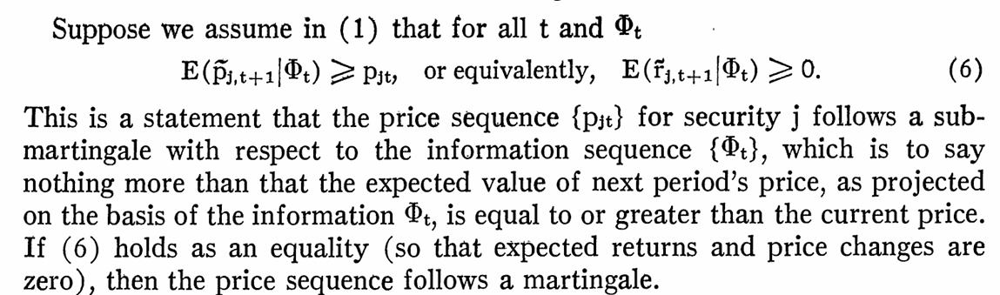 Suppose we assume in (1) that for all t and Φt
E(p̃j,t+1|Φt) ⩾ pjt, or equivalently, E(r̃j,t+1|Φt) ⩾ 0. (6)
This is a statement that the price sequence {pjt} for security j follows a sub-
martingale with respect to the information sequence {Φt}, which is to say
nothing more than that the expected value of next period's price, as projected
on the basis of the information Φt, is equal to or greater than the current price.
If (6) holds as an equality (so that expected returns and price changes are
zero), then the price sequence follows a martingale.